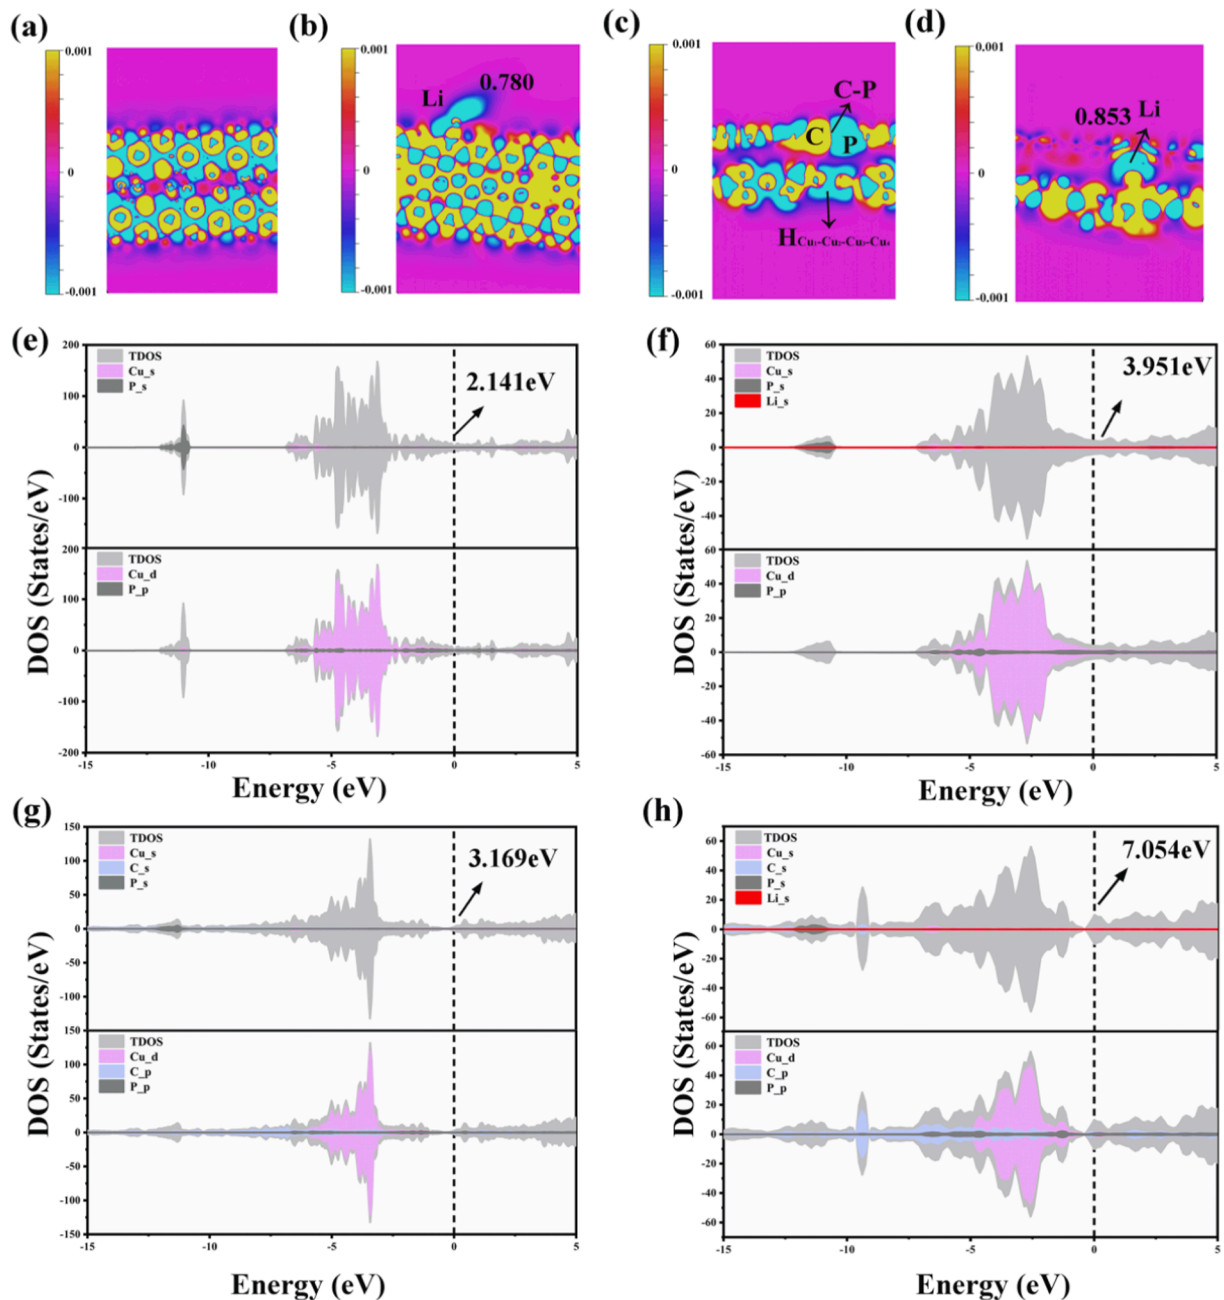 (a)
0.001
0
-0.001
(b)
0.001
0
-0.001
Li
0.780
(c)
0.001
0
-0.001
C-P
C
P
HCu₁-Cu₂-Cu₃-Cu₄
(d)
0.001
0
-0.001
0.853 Li
(e)
DOS (States/eV)
200
100
0
-100
TDOS
Cu_s
P_s
2.141eV
200
100
0
-100
-200
TDOS
Cu_d
P_p
-15
-10
-5
0
5
Energy (eV)
(f)
DOS (States/eV)
60
40
20
0
-20
-40
TDOS
Cu_s
P_s
Li_s
3.951eV
60
40
20
0
-20
-40
-60
TDOS
Cu_d
P_p
-15
-10
-5
0
5
Energy (eV)
(g)
DOS (States/eV)
150
100
50
0
-50
-100
TDOS
Cu_s
C_s
P_s
3.169eV
150
100
50
0
-50
-100
-150
TDOS
Cu_d
C_p
P_p
-15
-10
-5
0
5
Energy (eV)
(h)
DOS (States/eV)
60
40
20
0
-20
-40
-60
TDOS
Cu_s
C_s
P_s
Li_s
7.054eV
60
40
20
0
-20
-40
-60
TDOS
Cu_d
C_p
P_p
-15
-10
-5
0
5
Energy (eV)